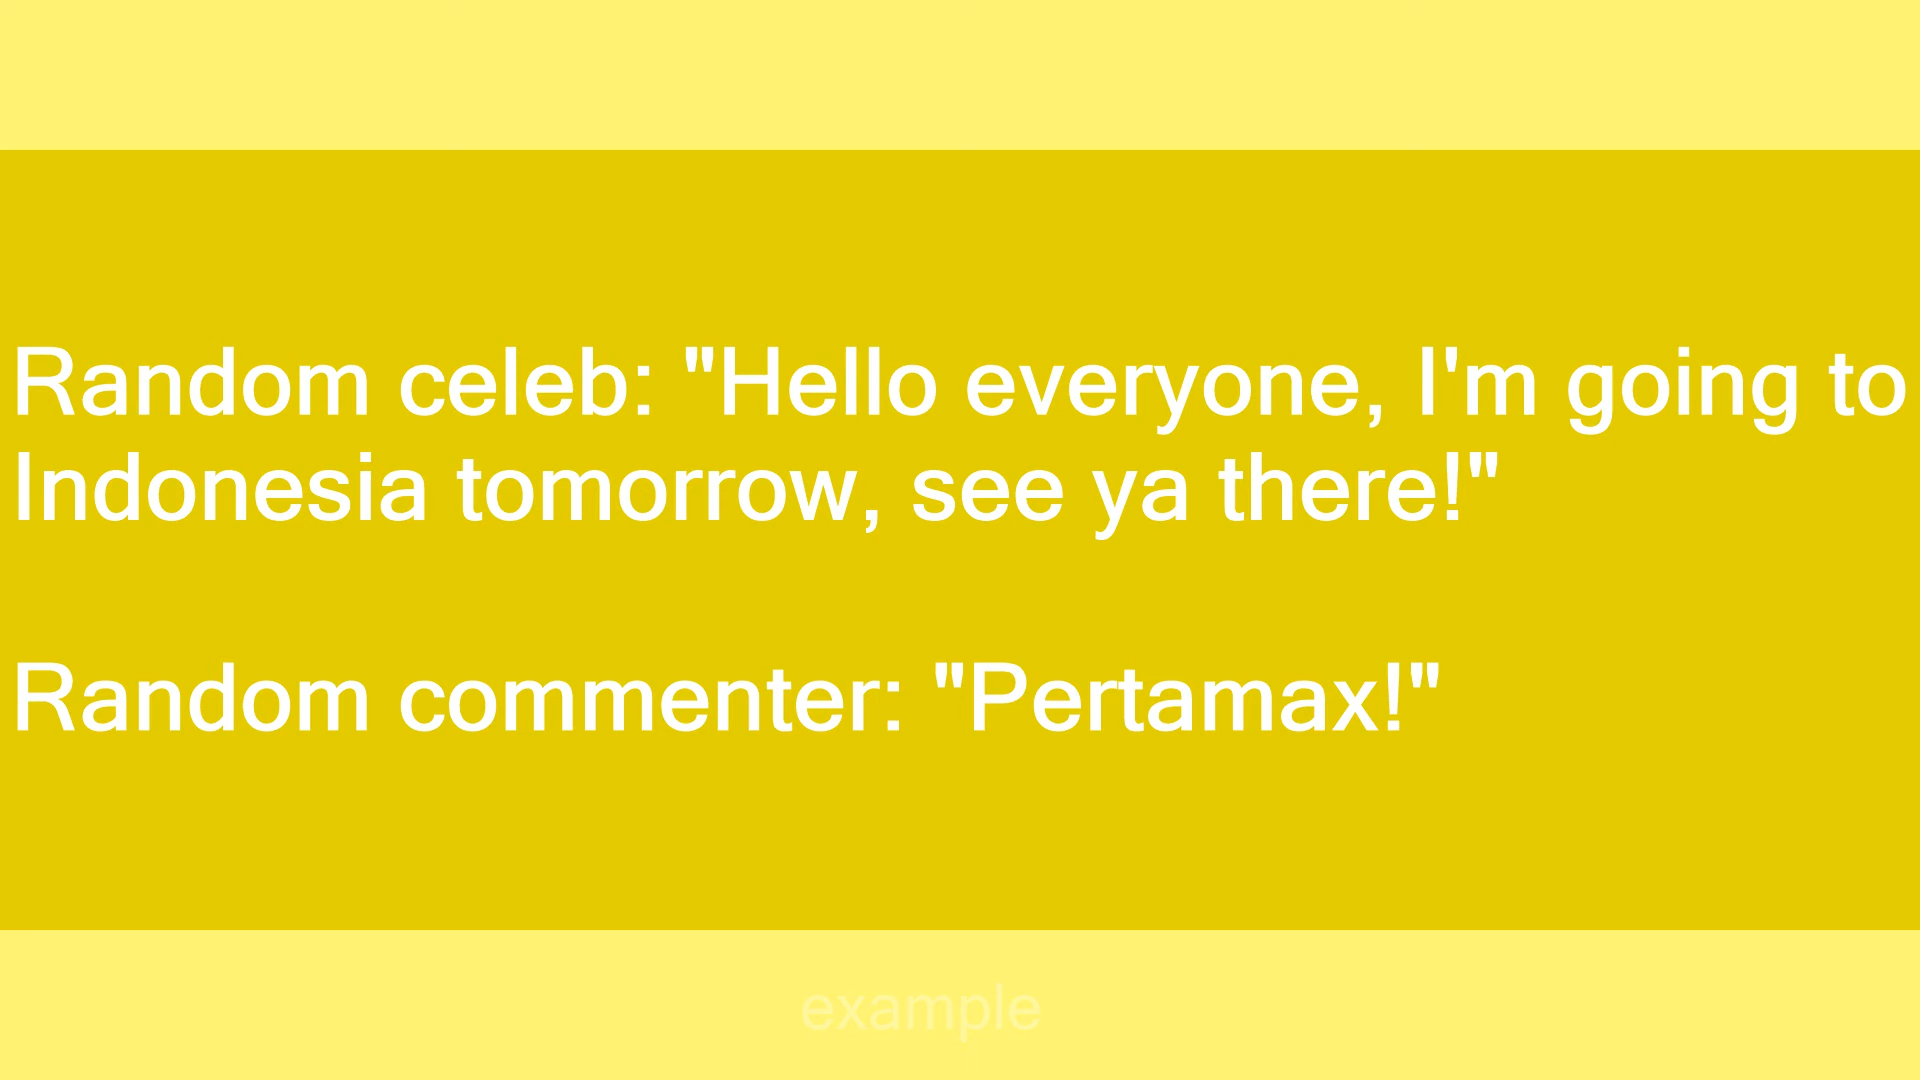 Random celeb: "Hello everyone, I'm going to
Indonesia tomorrow, see ya there!"
Random commenter: "Pertamax!"
example